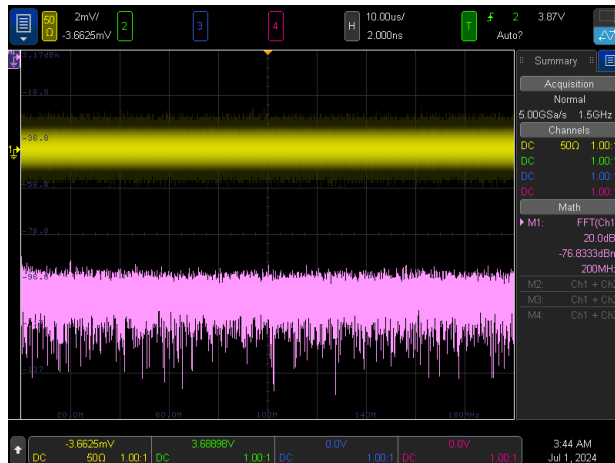 50
Ω
2mV/
-3.6625mV
2
3
4
H
10.00us/
2.000ns
T
2
3.87V
Auto?
3.17dBm
-16.8
-36.8
-56.8
-76.8
-96.8
-137
20.0M
60.0M
100M
140M
180MHz
Summary
Acquisition
Normal
5.00GSa/s 1.5GHz
Channels
DC 50Ω 1.00:1
DC 1.00:1
DC 1.00:1
DC 1.00:1
Math
M1: FFT(Ch1
20.0dB
-76.8333dBm
200MHz
M2: Ch1 + Ch2
M3: Ch1 + Ch2
M4: Ch1 + Ch2
-3.6625mV 3.68898V 0.0V 0.0V
DC 50Ω 1.00:1 DC 1.00:1 DC 1.00:1 DC 1.00:1
3:44 AM
Jul 1, 2024